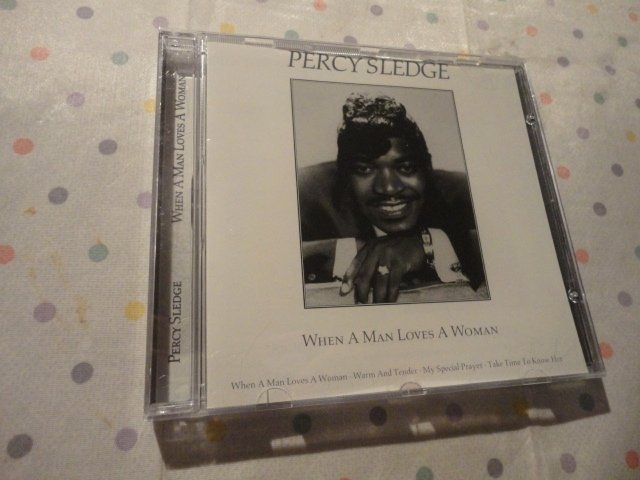 PERCY SLEDGE
WHEN A MAN LOVES A WOMAN
When A Man Loves A Woman · Warm And Tender · My Special Prayer · Take Time To Know Her
PERCY SLEDGE WHEN A MAN LOVES A WOMAN